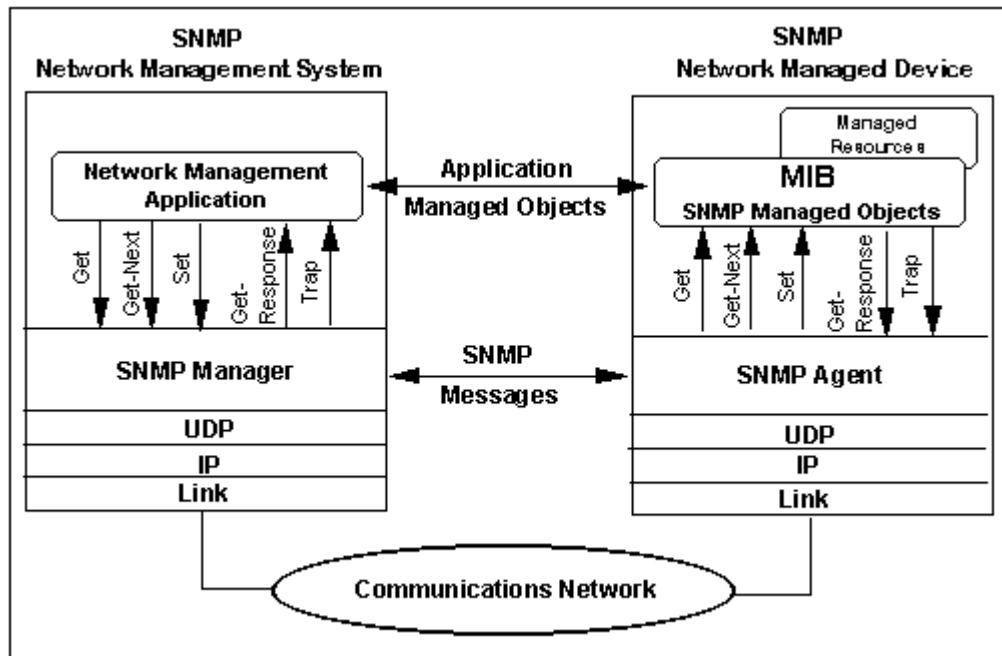 SNMP
Network Management System
SNMP
Network Managed Device
Managed
Resources
Network Management
Application
Application
Managed Objects
MIB
SNMP Managed Objects
Get
Get-Next
Set
Get-
Response
Trap
Get
Get-Next
Set
Get-
Response
Trap
SNMP Manager
SNMP
Messages
SNMP Agent
UDP
IP
Link
UDP
IP
Link
Communications Network